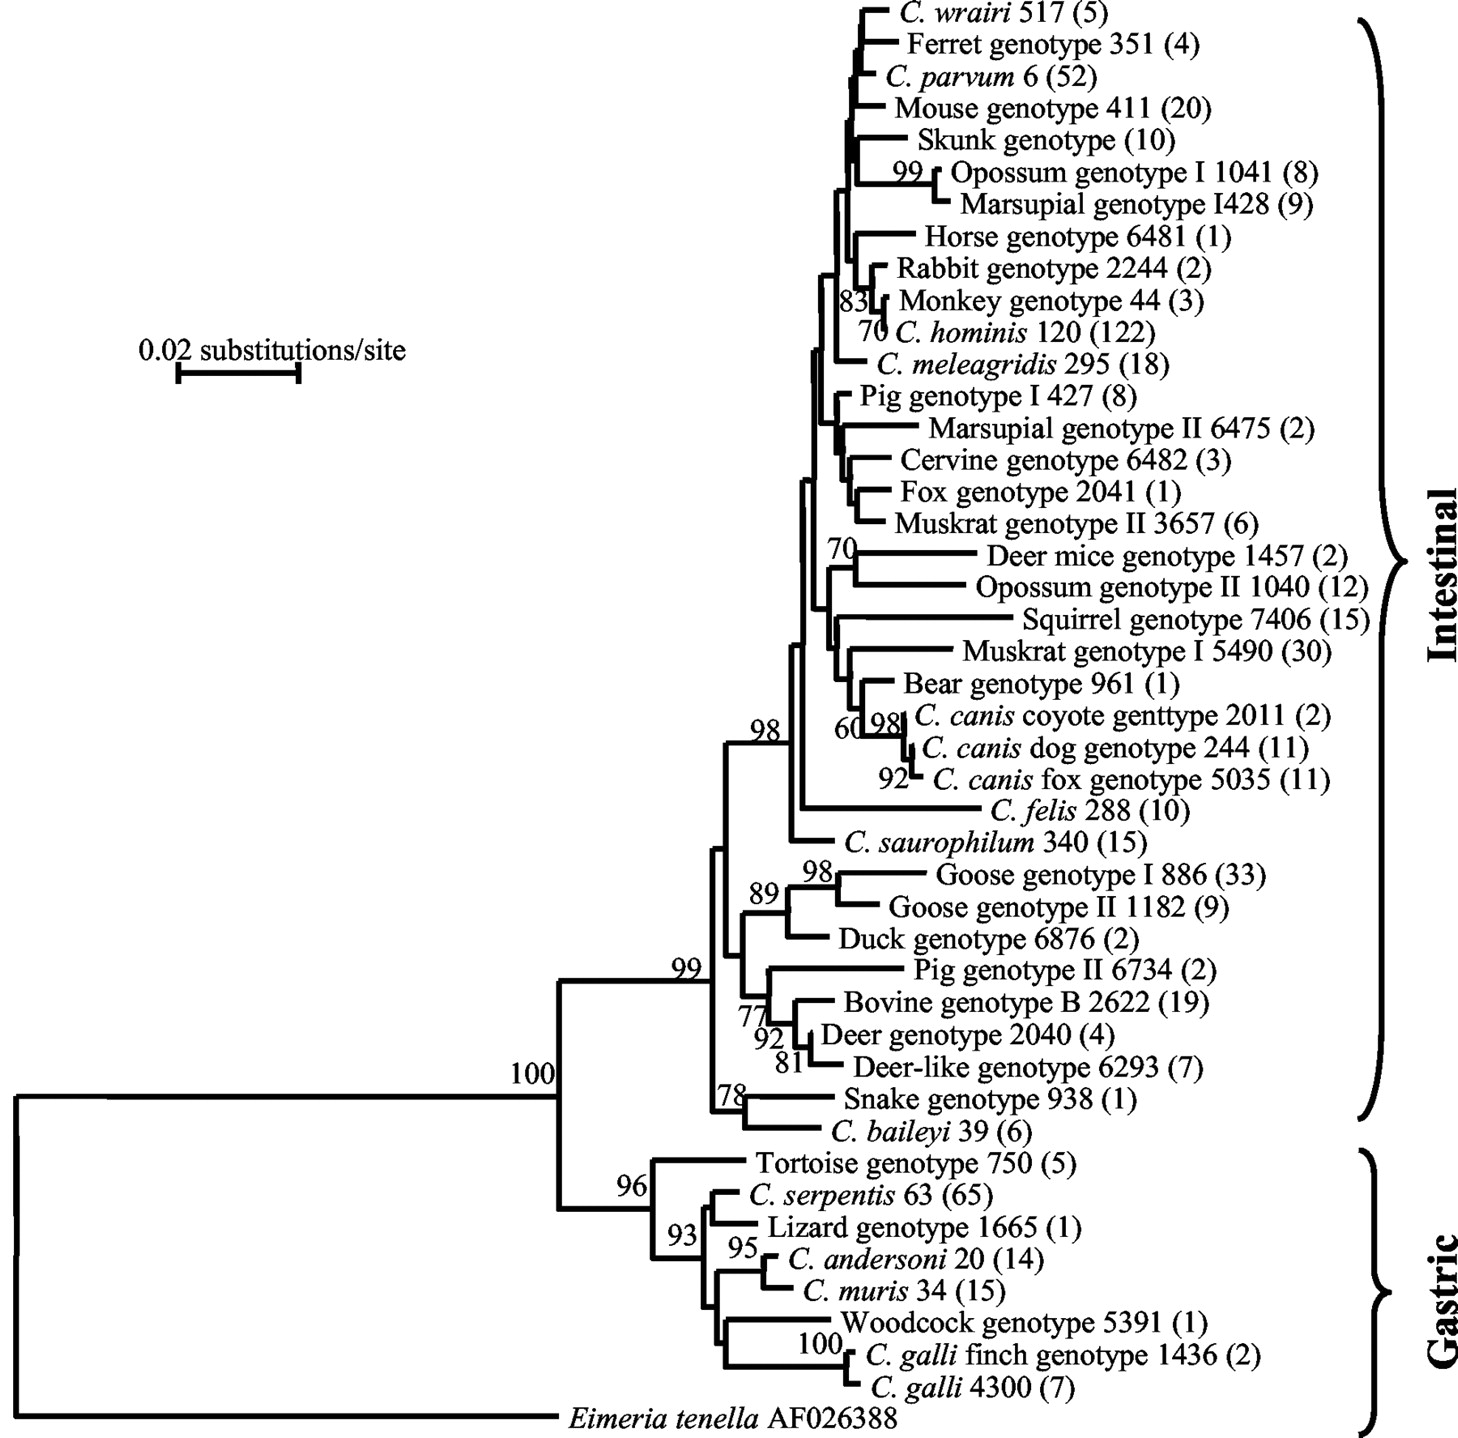 C. wrairi 517 (5)
Ferret genotype 351 (4)
C. parvum 6 (52)
Mouse genotype 411 (20)
Skunk genotype (10)
99
Opossum genotype I 1041 (8)
Marsupial genotype I428 (9)
Horse genotype 6481 (1)
Rabbit genotype 2244 (2)
83
Monkey genotype 44 (3)
70
C. hominis 120 (122)
0.02 substitutions/site
C. meleagridis 295 (18)
Pig genotype I 427 (8)
Marsupial genotype II 6475 (2)
Cervine genotype 6482 (3)
Fox genotype 2041 (1)
Muskrat genotype II 3657 (6)
70
Deer mice genotype 1457 (2)
Opossum genotype II 1040 (12)
Squirrel genotype 7406 (15)
Muskrat genotype I 5490 (30)
Bear genotype 961 (1)
60
98
C. canis coyote genttype 2011 (2)
98
C. canis dog genotype 244 (11)
92
C. canis fox genotype 5035 (11)
C. felis 288 (10)
C. saurophilum 340 (15)
98
Goose genotype I 886 (33)
89
Goose genotype II 1182 (9)
Duck genotype 6876 (2)
99
Pig genotype II 6734 (2)
77
Bovine genotype B 2622 (19)
92
Deer genotype 2040 (4)
81
Deer-like genotype 6293 (7)
100
78
Snake genotype 938 (1)
C. baileyi 39 (6)
Intestinal
Tortoise genotype 750 (5)
96
C. serpentis 63 (65)
93
Lizard genotype 1665 (1)
95
C. andersoni 20 (14)
C. muris 34 (15)
Woodcock genotype 5391 (1)
100
C. galli finch genotype 1436 (2)
C. galli 4300 (7)
Gastric
Eimeria tenella AF026388